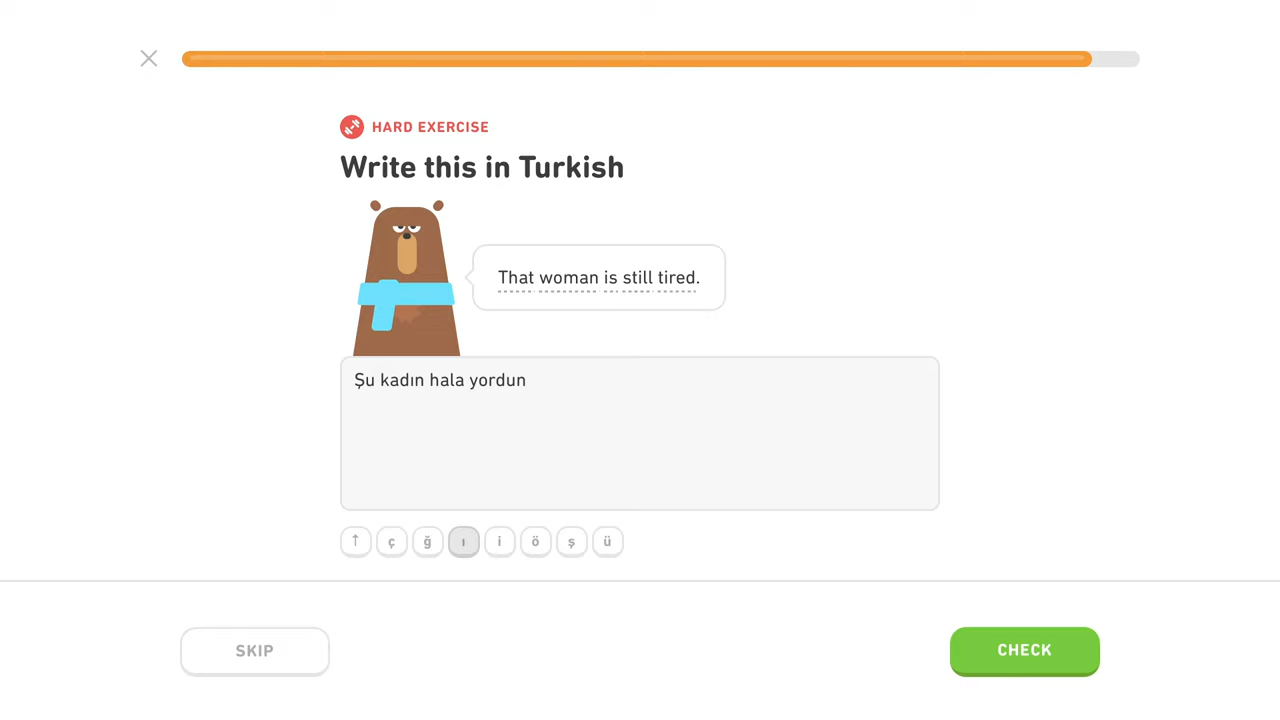 HARD EXERCISE
Write this in Turkish
That woman is still tired.
Şu kadın hala yordun
↑ ç ğ ı i ö ş ü
SKIP
CHECK